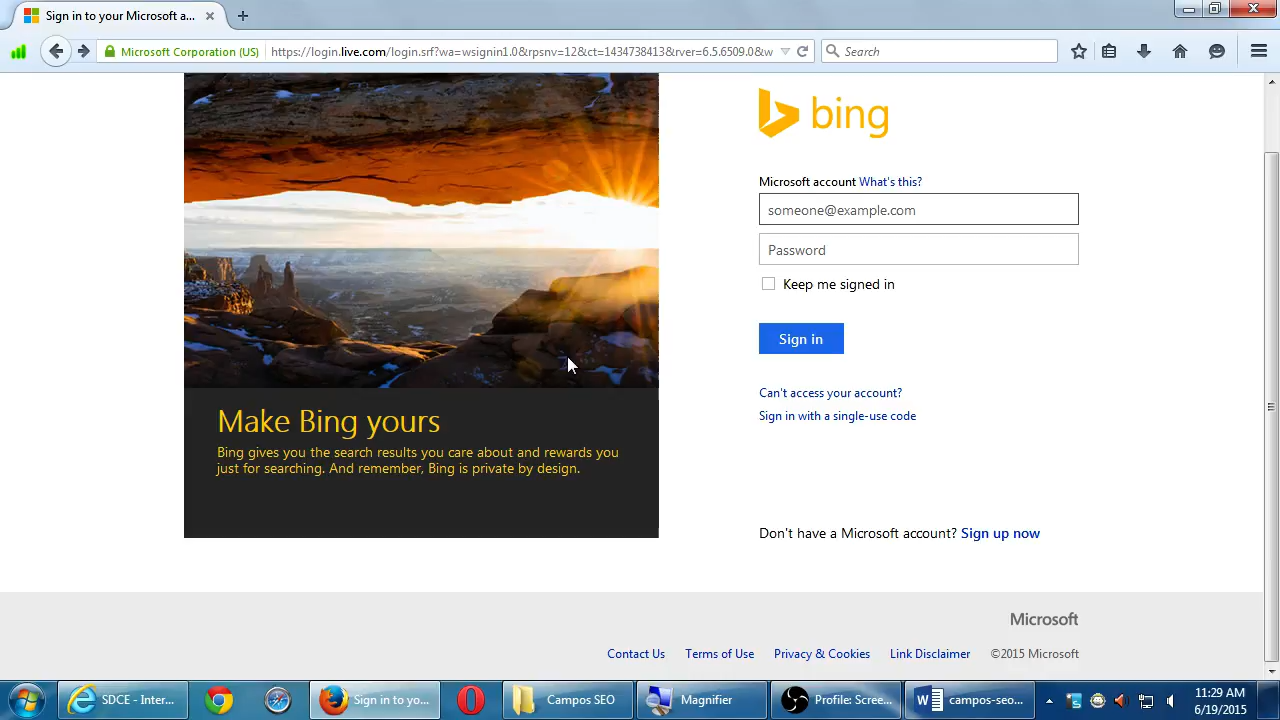 Sign in to your Microsoft a...
Microsoft Corporation (US)
https://login.live.com/login.srf?wa=wsignin1.0&rpsnv=12&ct=1434738413&rver=6.5.6509.0&w
Search
bing
Microsoft account What's this?
someone@example.com
Password
Keep me signed in
Sign in
Can't access your account?
Sign in with a single-use code
Make Bing yours
Bing gives you the search results you care about and rewards you
just for searching. And remember, Bing is private by design.
Don't have a Microsoft account? Sign up now
Microsoft
Contact Us Terms of Use Privacy & Cookies Link Disclaimer ©2015 Microsoft
SDCE - Inter...
Sign in to yo...
Campos SEO
Magnifier
Profile: Scree...
campos-seo...
11:29 AM
6/19/2015